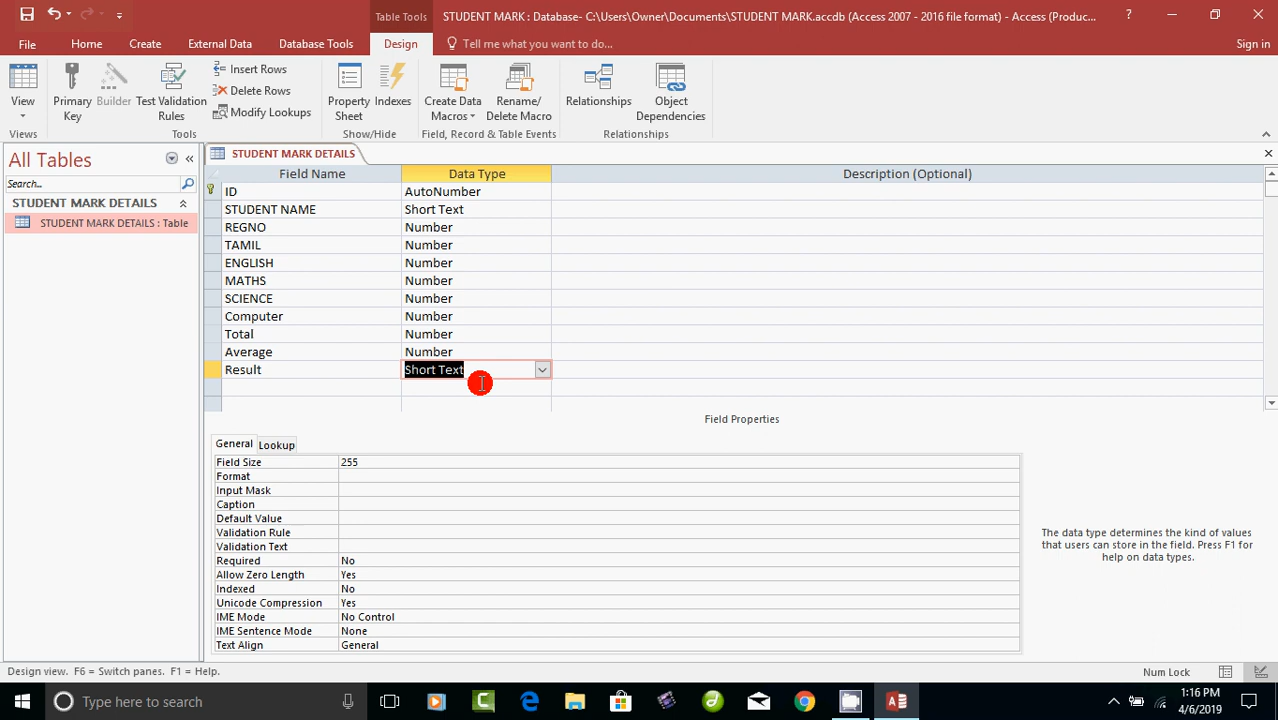 Table Tools
STUDENT MARK : Database- C:\Users\Owner\Documents\STUDENT MARK.accdb (Access 2007 - 2016 file format) - Access (Produc...
?
File Home Create External Data Database Tools Design Tell me what you want to do... Sign in
View
Primary Key
Builder
Test Validation Rules
Insert Rows
Delete Rows
Modify Lookups
Property Sheet
Indexes
Create Data Macros
Rename/ Delete Macro
Relationships
Object Dependencies
Views Tools Show/Hide Field, Record & Table Events Relationships
All Tables
Search...
STUDENT MARK DETAILS
STUDENT MARK DETAILS : Table
STUDENT MARK DETAILS
Field Name Data Type Description (Optional)
ID AutoNumber
STUDENT NAME Short Text
REGNO Number
TAMIL Number
ENGLISH Number
MATHS Number
SCIENCE Number
Computer Number
Total Number
Average Number
Result Short Text
Field Properties
General Lookup
Field Size 255
Format
Input Mask
Caption
Default Value
Validation Rule
Validation Text
Required No
Allow Zero Length Yes
Indexed No
Unicode Compression Yes
IME Mode No Control
IME Sentence Mode None
Text Align General
The data type determines the kind of values
that users can store in the field. Press F1 for
help on data types.
Design view. F6 = Switch panes. F1 = Help. Num Lock
Type here to search
1:16 PM
4/6/2019